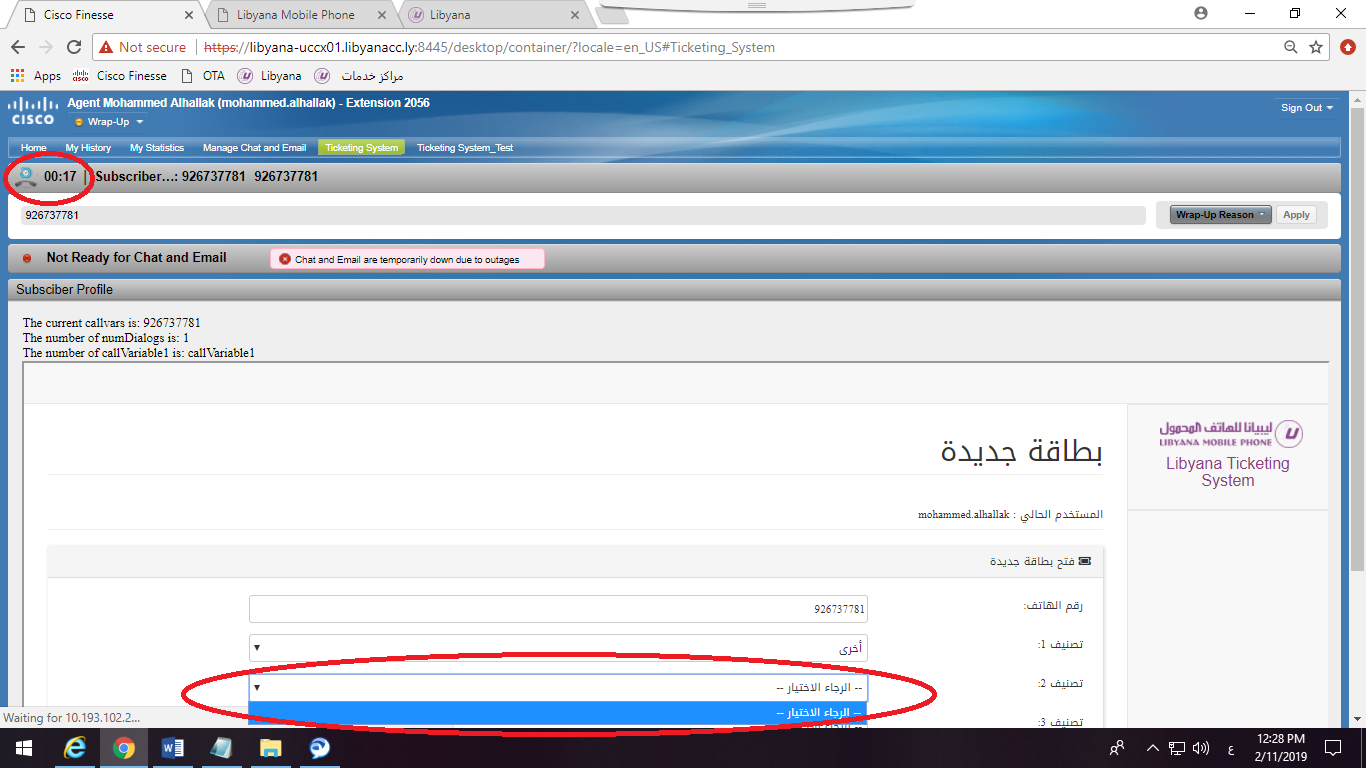 Cisco Finesse
Libyana Mobile Phone
Libyana
Not secure
https://libyana-uccx01.libyanacc.ly:8445/desktop/container/?locale=en_US#Ticketing_System
Apps
cisco
Cisco Finesse
OTA
Libyana
مراكز خدمات
CISCO
Agent Mohammed Alhallak (mohammed.alhallak) - Extension 2056
Sign Out
Wrap-Up
Home
My History
My Statistics
Manage Chat and Email
Ticketing System
Ticketing System_Test
00:17
Subscriber...: 926737781 926737781
926737781
Wrap-Up Reason
Apply
Not Ready for Chat and Email
Chat and Email are temporarily down due to outages
Subsciber Profile
The current callvars is: 926737781
The number of numDialogs is: 1
The number of callVariable1 is: callVariable1
ليبيانا للهاتف المحمول
LIBYANA MOBILE PHONE
Libyana Ticketing
System
بطاقة جديدة
المستخدم الحالي : mohammed.alhallak
فتح بطاقة جديدة
رقم الهاتف:
926737781
تصنيف 1:
أخرى
تصنيف 2:
-- الرجاء الاختيار --
-- الرجاء الاختيار --
تصنيف 3:
Waiting for 10.193.102.2...
ع
12:28 PM
2/11/2019